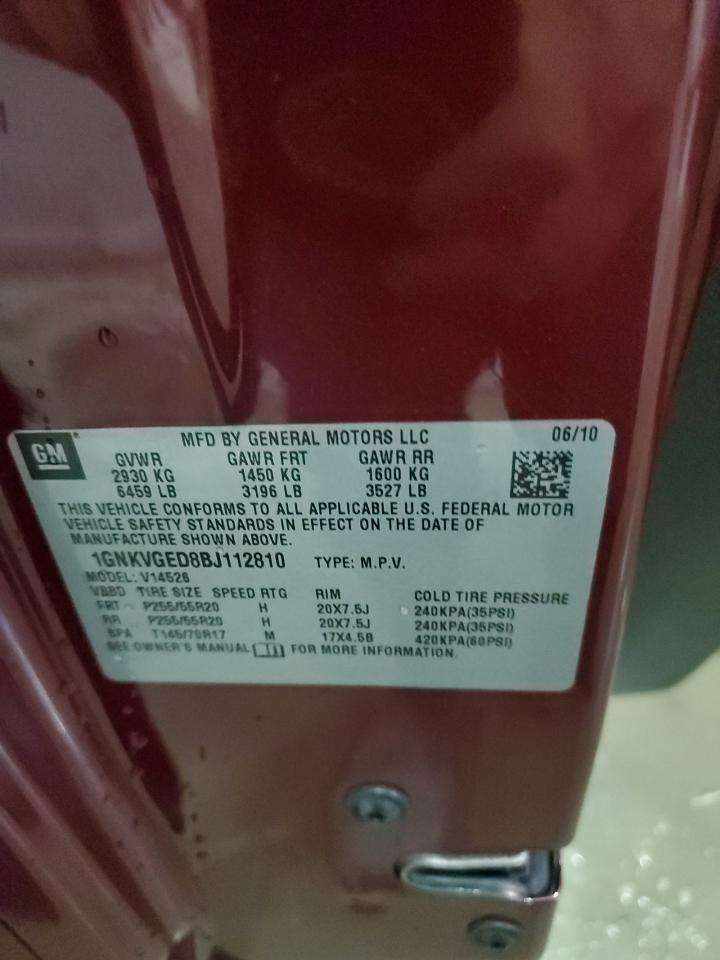 GM
MFD BY GENERAL MOTORS LLC 06/10
GVWR GAWR FRT GAWR RR
2930 KG 1450 KG 1600 KG
6459 LB 3196 LB 3527 LB
THIS VEHICLE CONFORMS TO ALL APPLICABLE U.S. FEDERAL MOTOR
VEHICLE SAFETY STANDARDS IN EFFECT ON THE DATE OF
MANUFACTURE SHOWN ABOVE.
1GNKVGED8BJ112810 TYPE: M.P.V.
MODEL: V14526
TIRE SIZE SPEED RTG RIM COLD TIRE PRESSURE
FRT P255/55R20 H 20X7.5J 240KPA(35PSI)
RR P255/55R20 H 20X7.5J 240KPA(35PSI)
SPA T145/70R17 M 17X4.5B 420KPA(60PSI)
SEE OWNER'S MANUAL FOR MORE INFORMATION.